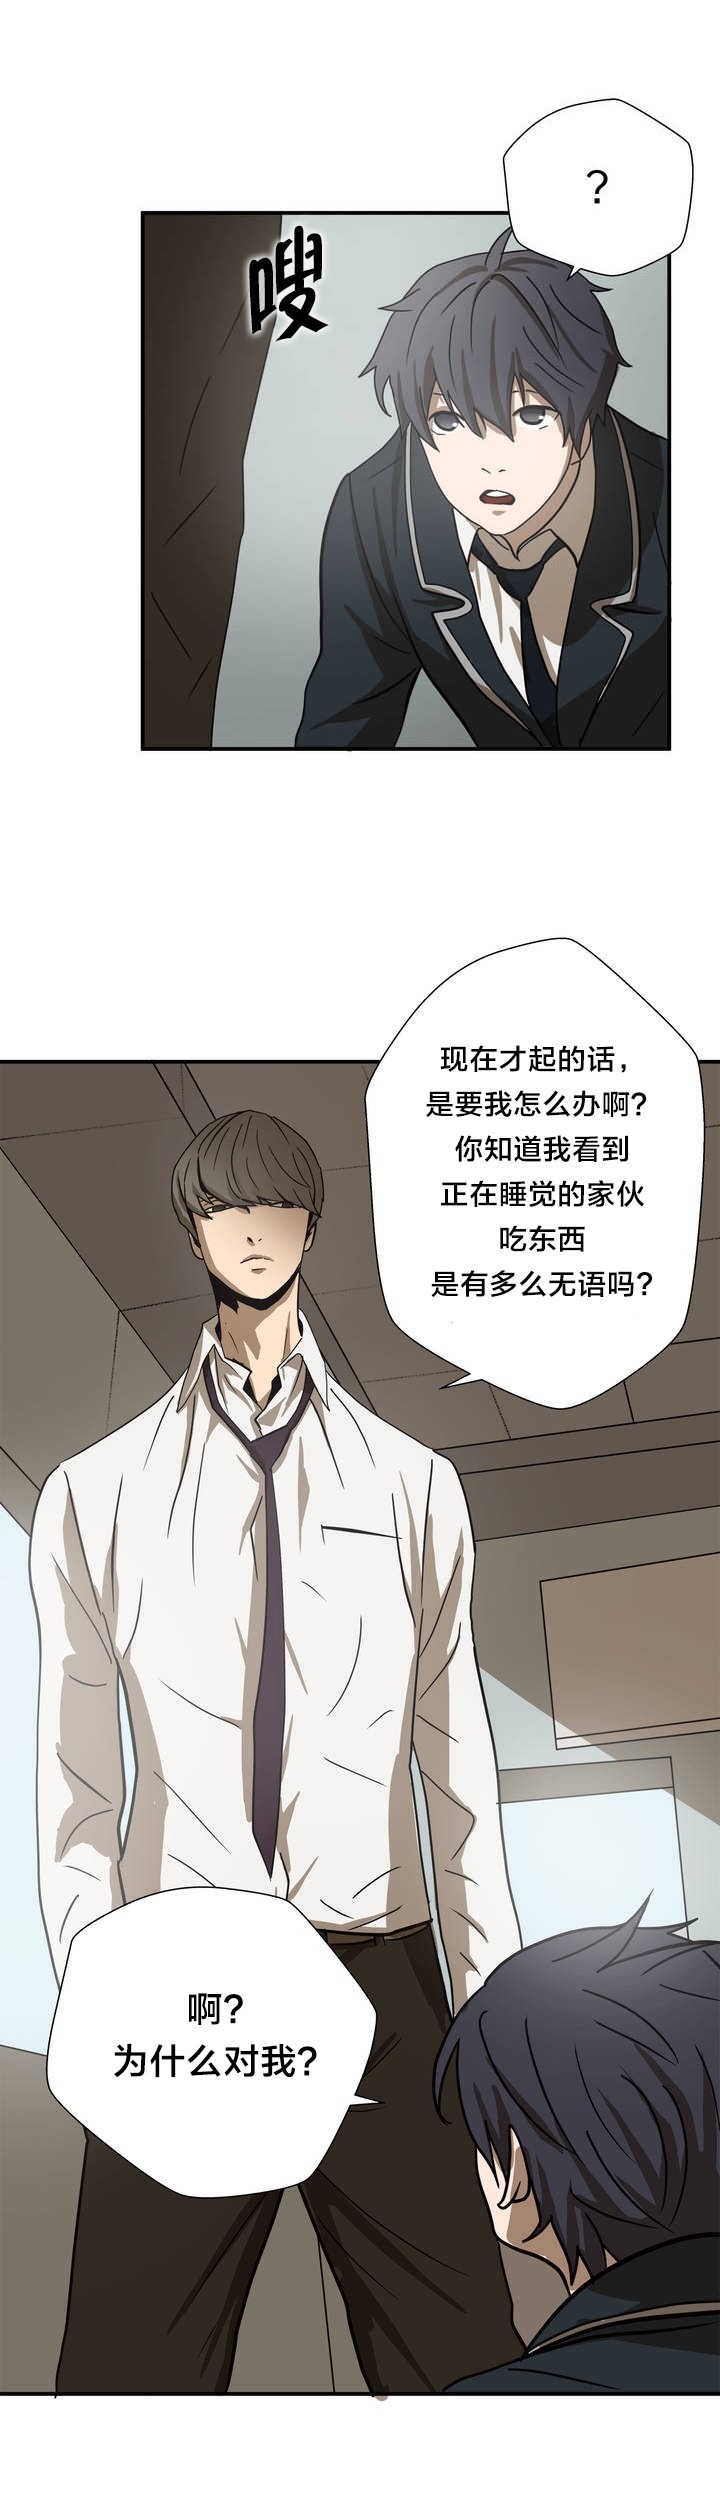 ?
嗖
现在才起的话，
是要我怎么办啊？
你知道我看到
正在睡觉的家伙
吃东西
是有多么无语吗？
啊？
为什么对我？